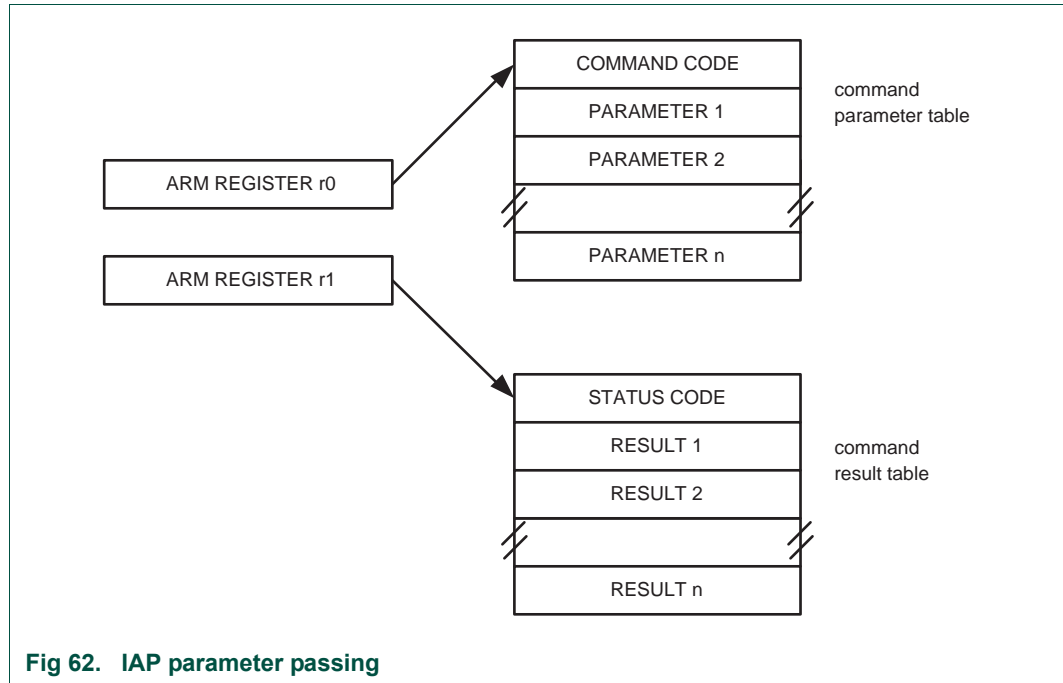 COMMAND CODE
PARAMETER 1
PARAMETER 2
PARAMETER n
command
parameter table
ARM REGISTER r0
ARM REGISTER r1
STATUS CODE
RESULT 1
RESULT 2
RESULT n
command
result table
Fig 62. IAP parameter passing